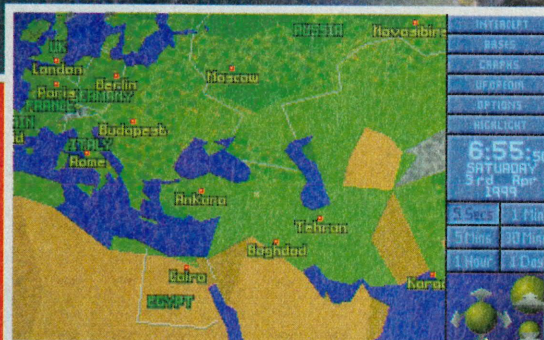 UK
RUSSIA
Novosibirs
London
Moscow
Paris
Berlin
FRANCE
GERMANY
Budapest
ITALY
Rome
Ankara
Tehran
Baghdad
Cairo
Karac
EGYPT
INTERCEPT
BASES
GRAPHS
UFOPEDIA
OPTIONS
HIGHLIGHT
6:55:
SATURDAY
3rd Apr
1999
5 Secs
1 Min
5 Mins
30 Mins
1 Hour
1 Day